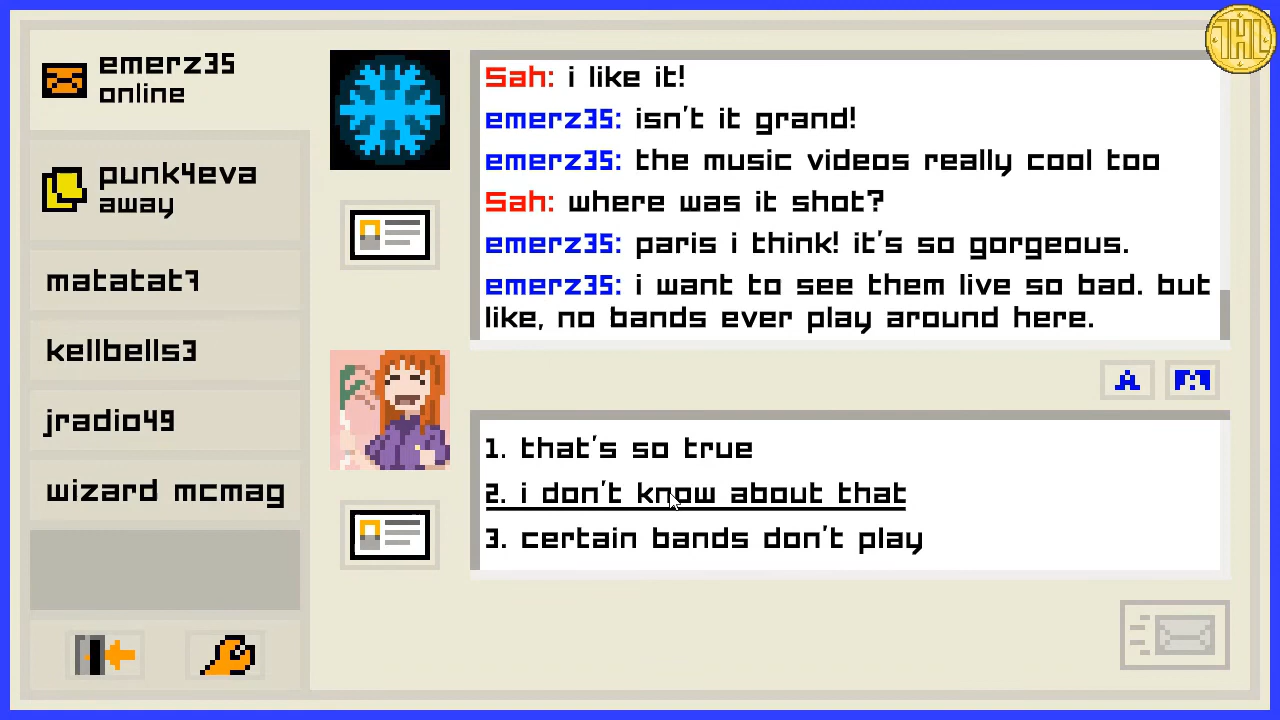 emerz35
online
punk4eva
away
matatat7
kellbells3
jradio49
wizard mcmag
Sah: i like it!
emerz35: isn't it grand!
emerz35: the music videos really cool too
Sah: where was it shot?
emerz35: paris i think! it's so gorgeous.
emerz35: i want to see them live so bad. but
like, no bands ever play around here.
A
1. that's so true
2. i don't know about that
3. certain bands don't play
THL